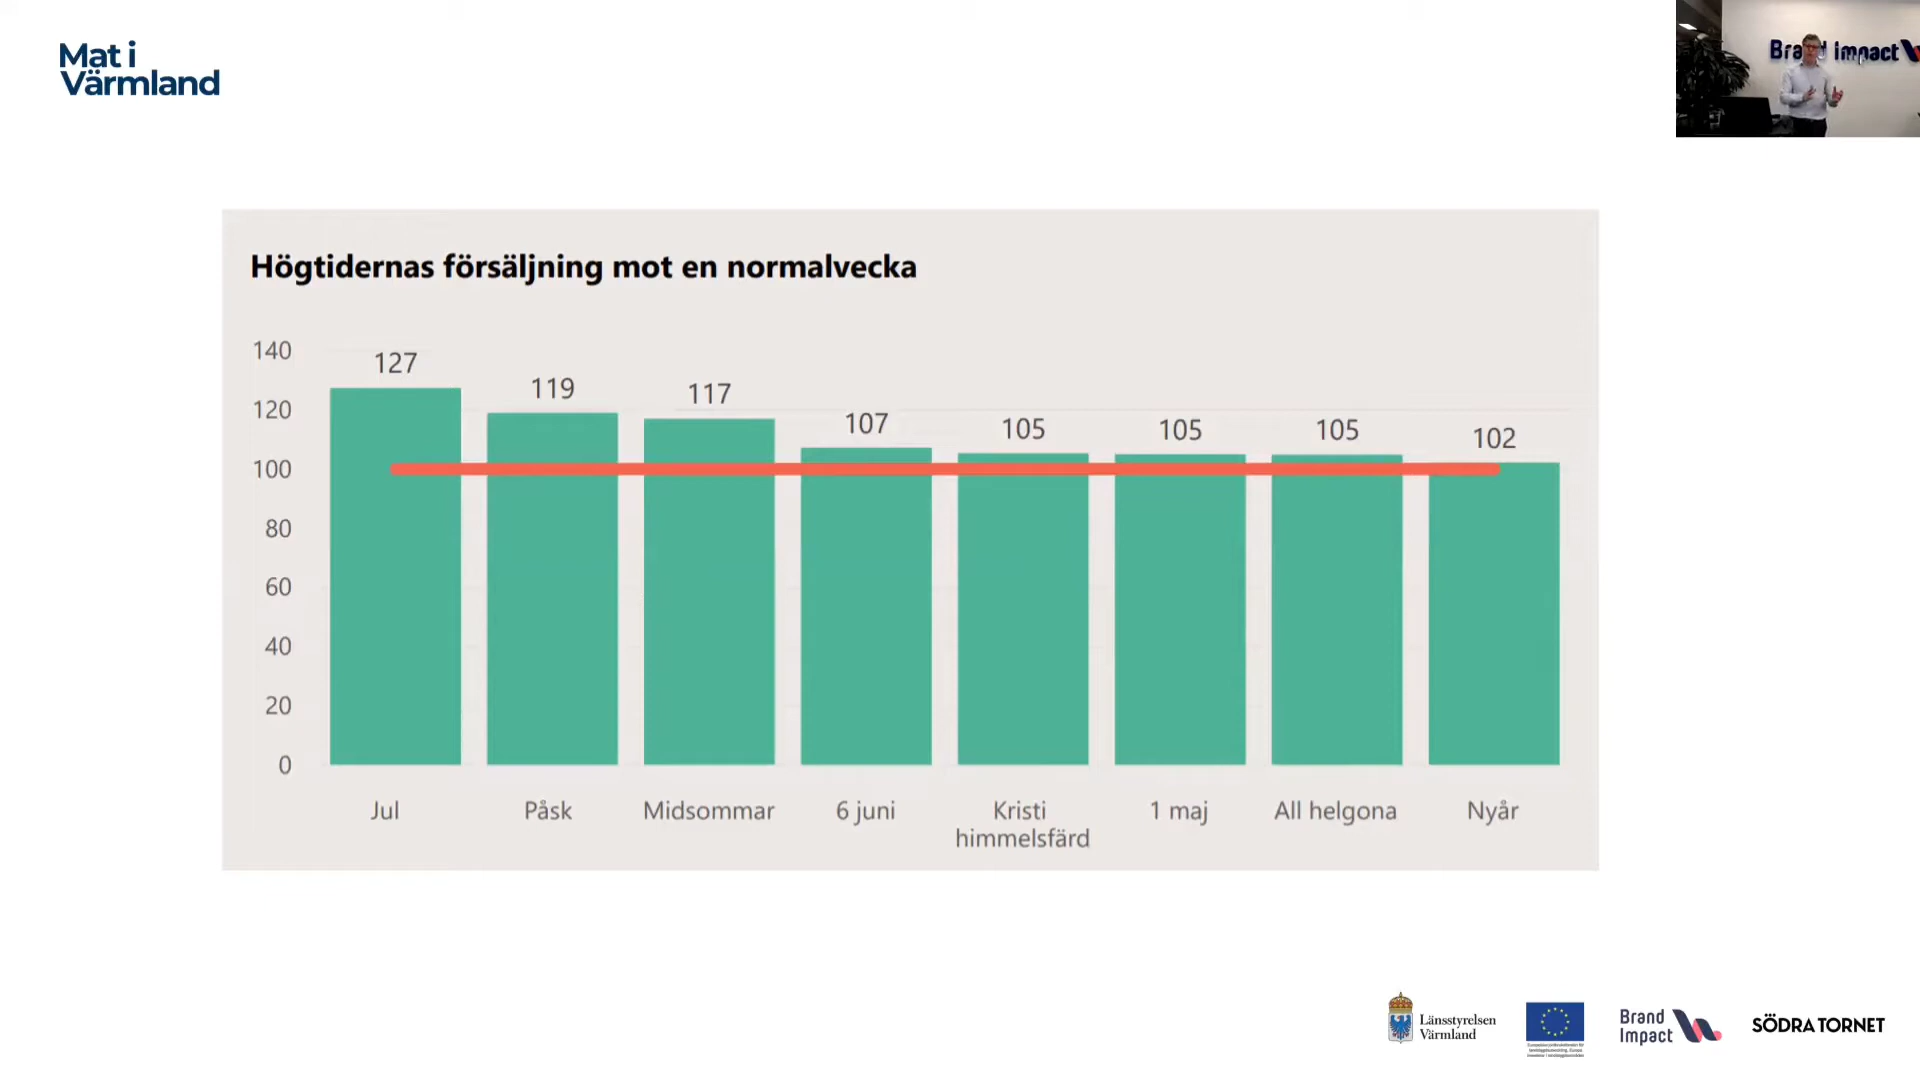 Mat i
Värmland
Brand impact
Högtidernas försäljning mot en normalvecka
140
120
100
80
60
40
20
0
127
119
117
107
105
105
105
102
Jul
Påsk
Midsommar
6 juni
Kristi
himmelsfärd
1 maj
All helgona
Nyår
Länsstyrelsen
Värmland
Brand
Impact
SÖDRA TORNET